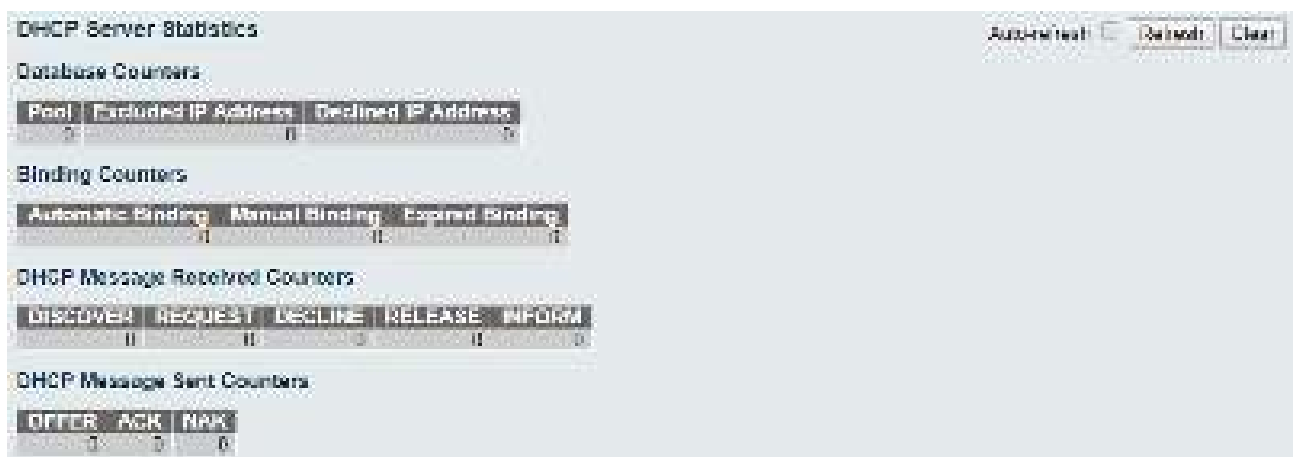 DHCP Server Statistics
Auto-refresh Refresh Clear
Database Counters
Pool Excluded IP Address Declined IP Address
0 0 0
Binding Counters
Automatic Binding Manual Binding Expired Binding
0 0 0
DHCP Message Received Counters
DISCOVER REQUEST DECLINE RELEASE INFORM
0 0 0 0 0
DHCP Message Sent Counters
OFFER ACK NAK
0 0 0